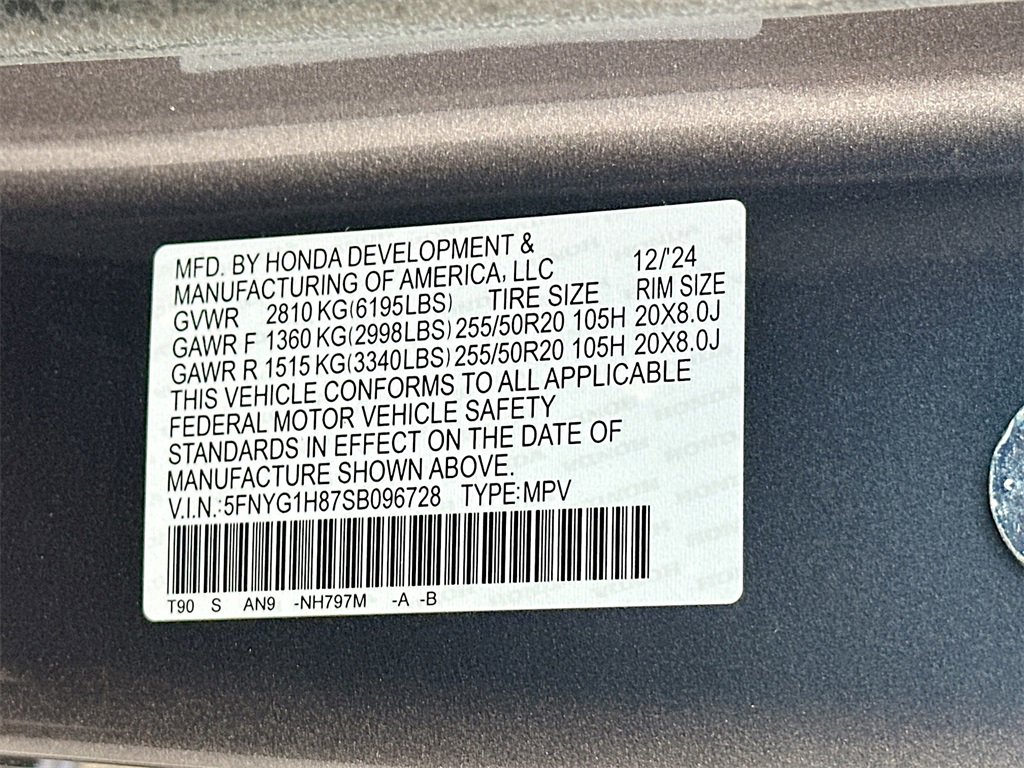 MFD. BY HONDA DEVELOPMENT &
MANUFACTURING OF AMERICA, LLC 12/'24
GVWR 2810 KG(6195LBS) TIRE SIZE RIM SIZE
GAWR F 1360 KG(2998LBS) 255/50R20 105H 20X8.0J
GAWR R 1515 KG(3340LBS) 255/50R20 105H 20X8.0J
THIS VEHICLE CONFORMS TO ALL APPLICABLE
FEDERAL MOTOR VEHICLE SAFETY
STANDARDS IN EFFECT ON THE DATE OF
MANUFACTURE SHOWN ABOVE.
V.I.N.:5FNYG1H87SB096728 TYPE:MPV
T90 S AN9 -NH797M -A -B